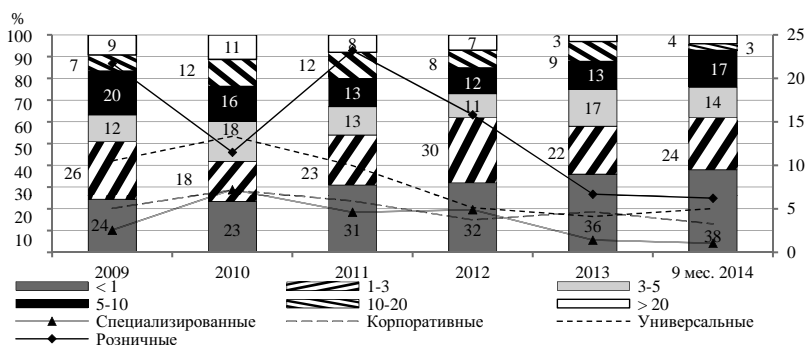 %
100 9 11 8 7 3 4 25
90 7 12 12 8 9 3
80 20 16 13 12 13 17 20
70
60 12 18 13 11 17 14 15
50 26 18 23 30 22 24
40 10
30
20 24 23 31 32 36 38 5
10 0
2009 2010 2011 2012 2013 9 мес. 2014
< 1 1-3 3-5
5-10 10-20 > 20
Специализированные Корпоративные Универсальные
Розничные